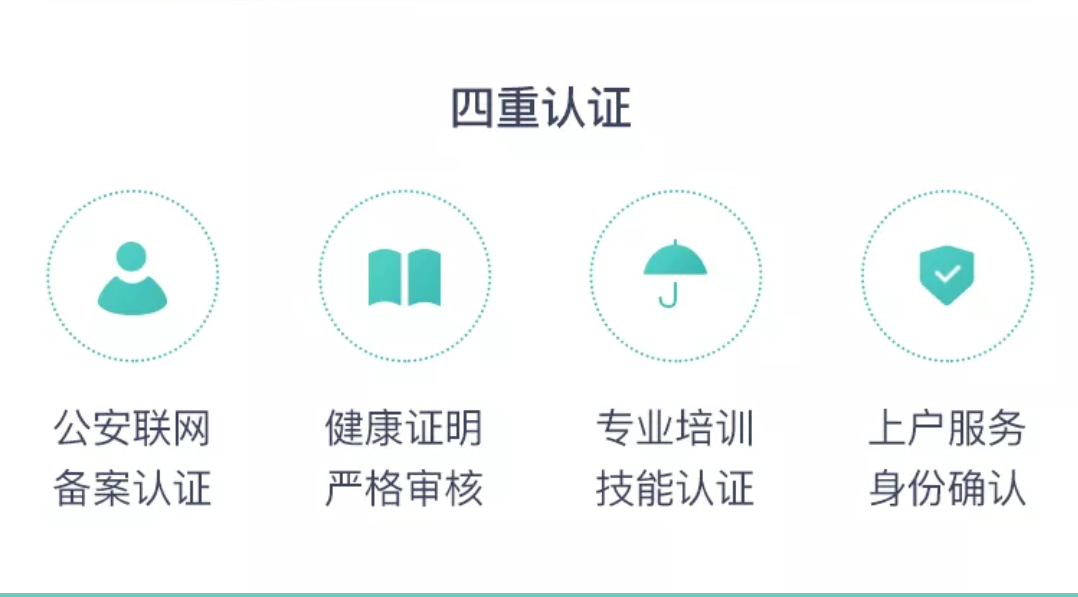 四重认证
公安联网
备案认证
健康证明
严格审核
专业培训
技能认证
上户服务
身份确认